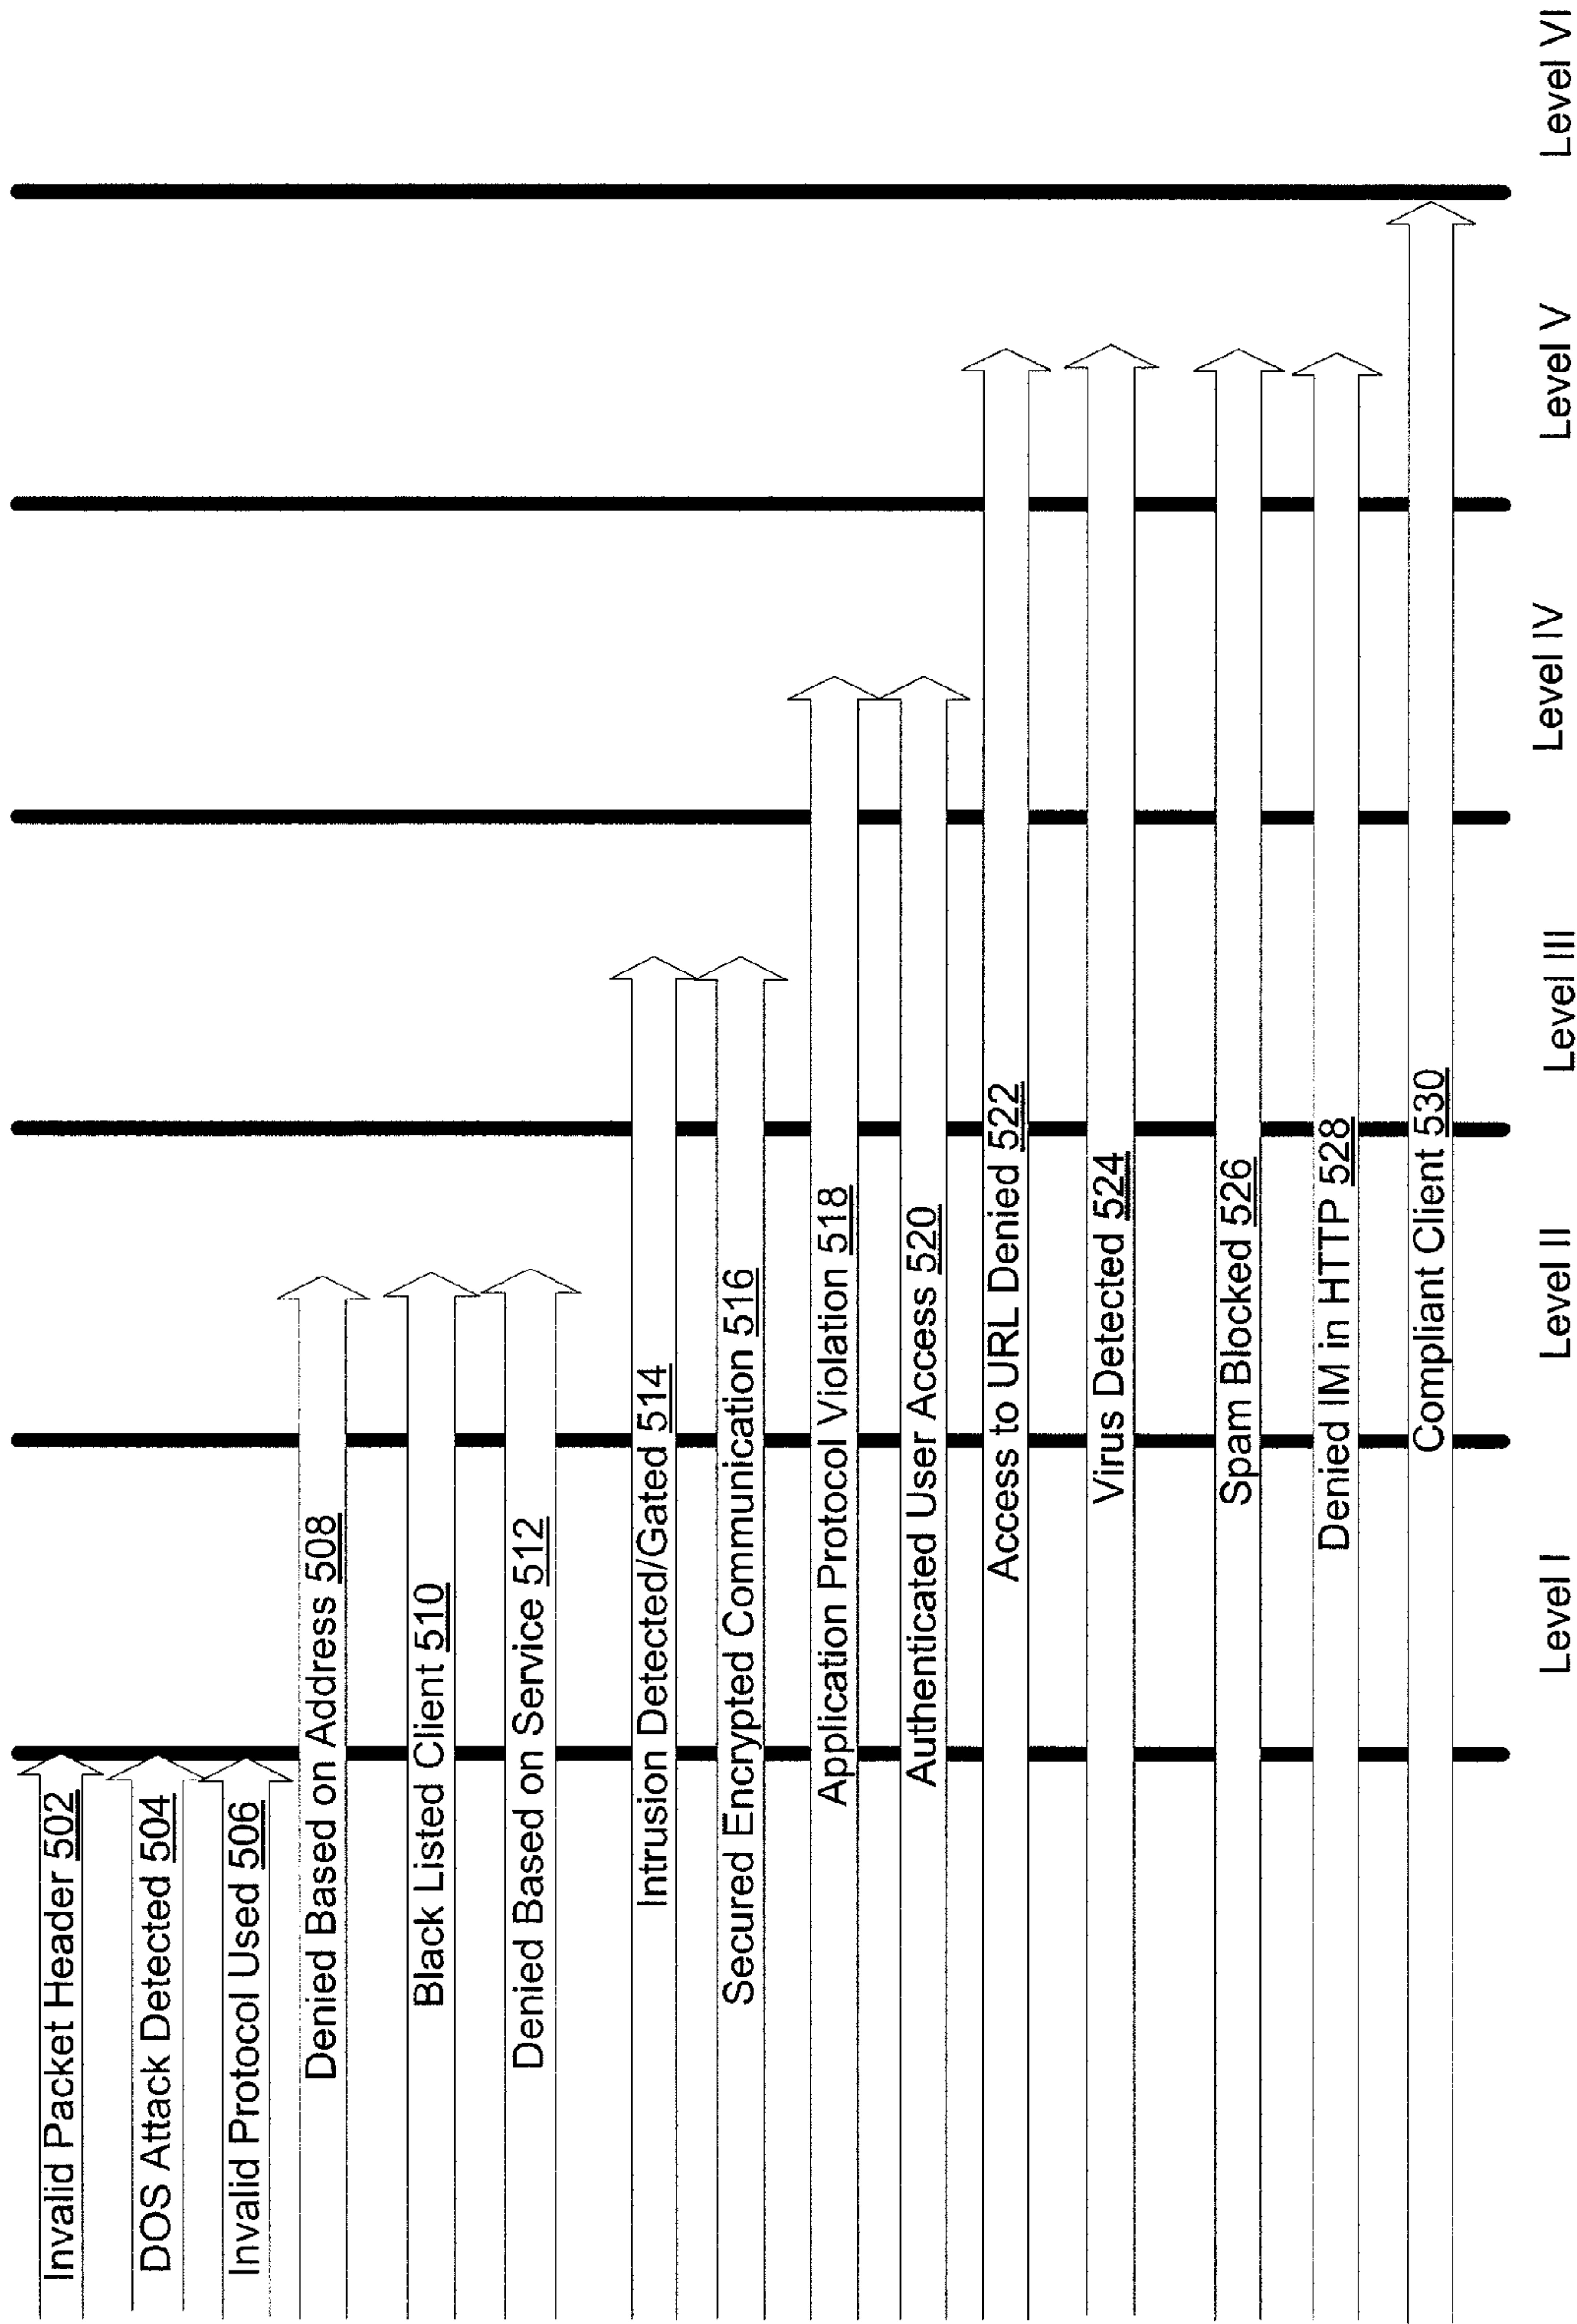 Invalid Packet Header 502
DOS Attack Detected 504
Invalid Protocol Used 506
Denied Based on Address 508
Black Listed Client 510
Denied Based on Service 512
Intrusion Detected/Gated 514
Secured Encrypted Communication 516
Application Protocol Violation 518
Authenticated User Access 520
Access to URL Denied 522
Virus Detected 524
Spam Blocked 526
Denied IM in HTTP 528
Compliant Client 530
Level I
Level II
Level III
Level IV
Level V
Level VI